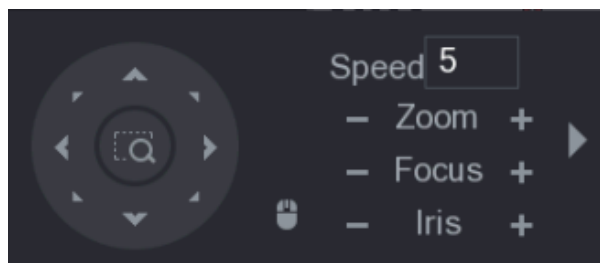 Speed 5
− Zoom +
− Focus +
− Iris +